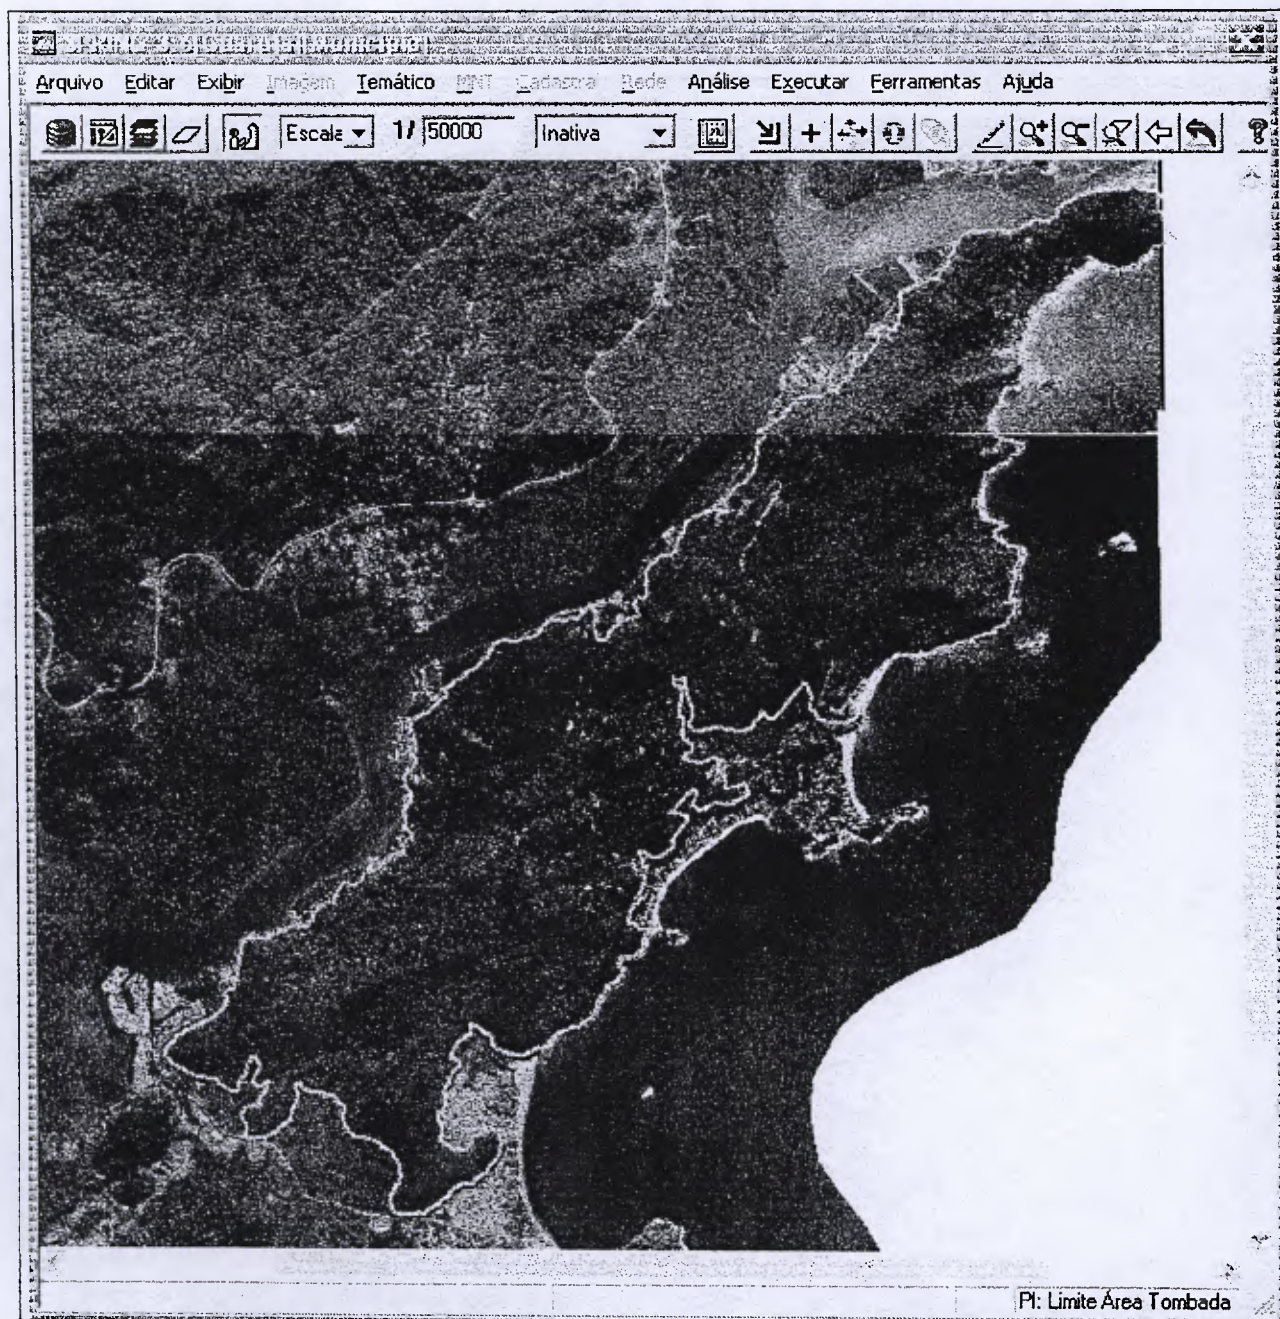 Arquivo Editar Exibir Imagem Temático MNT Cadastral Rede Análise Executar Ferramentas Ajuda
Escala 1/ 50000 Inativa
PI: Limite Área Tombada